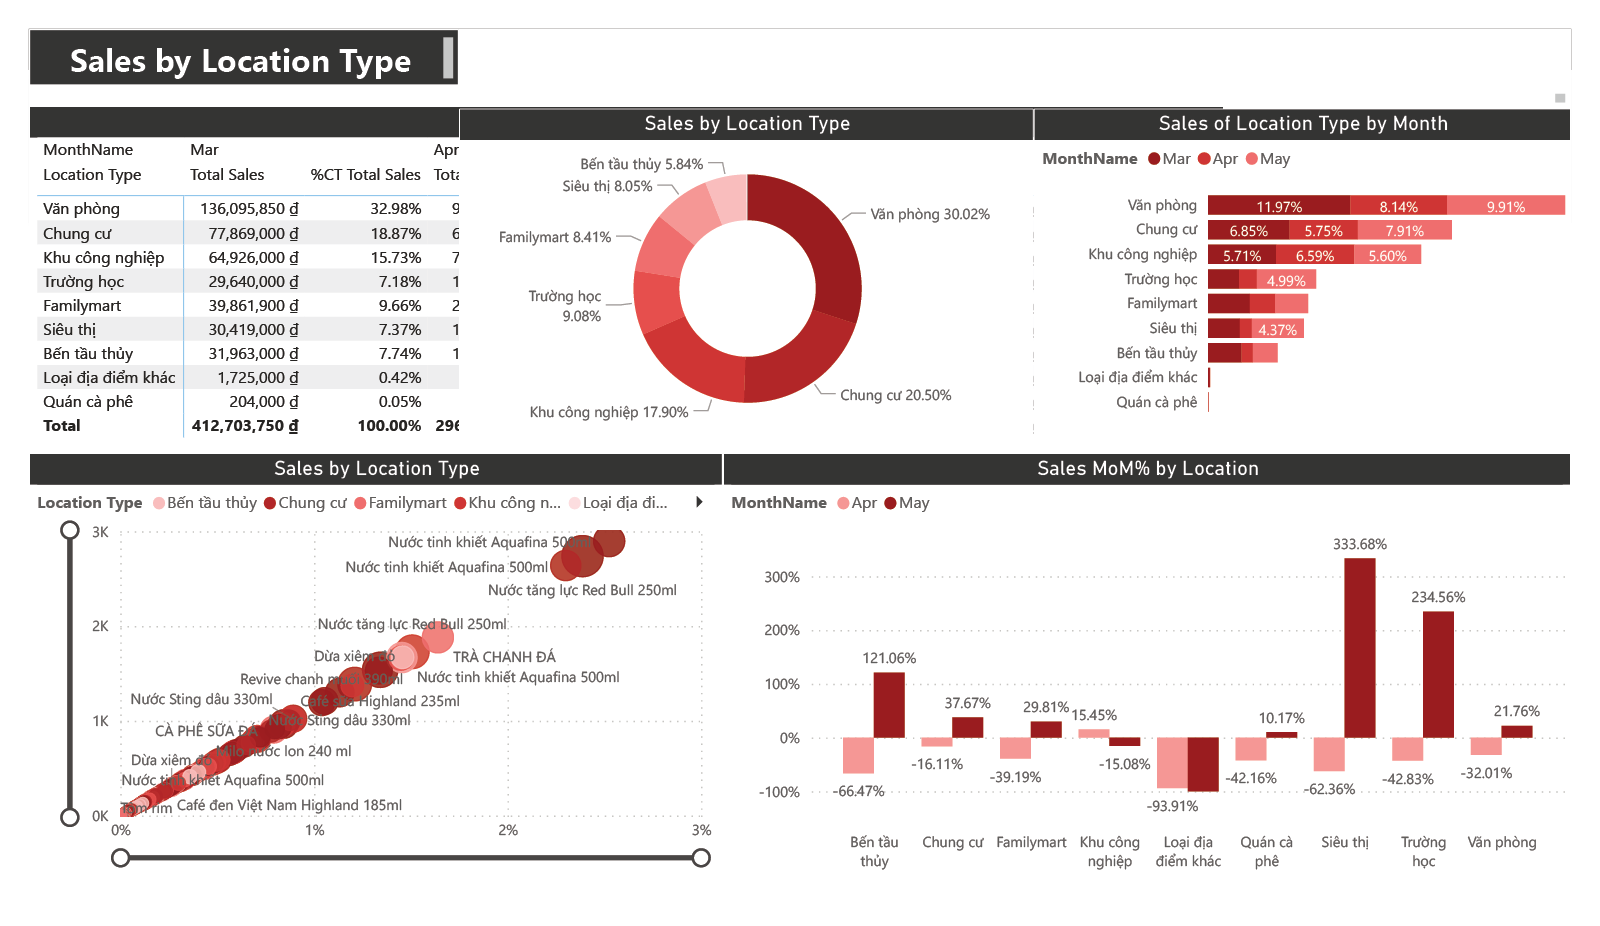 Sales by Location Type
MonthName Mar Apr
Location Type Total Sales %CT Total Sales Tota
Văn phòng 136,095,850 ₫ 32.98% 9
Chung cư 77,869,000 ₫ 18.87% 6
Khu công nghiệp 64,926,000 ₫ 15.73% 7
Trường học 29,640,000 ₫ 7.18% 1
Familymart 39,861,900 ₫ 9.66% 2
Siêu thị 30,419,000 ₫ 7.37% 1
Bến tầu thủy 31,963,000 ₫ 7.74% 1
Loại địa điểm khác 1,725,000 ₫ 0.42%
Quán cà phê 204,000 ₫ 0.05%
Total 412,703,750 ₫ 100.00% 296
Sales by Location Type
Bến tầu thủy 5.84%
Siêu thị 8.05%
Văn phòng 30.02%
Familymart 8.41%
Trường học
9.08%
Chung cư 20.50%
Khu công nghiệp 17.90%
Sales of Location Type by Month
MonthName Mar Apr May
Văn phòng 11.97% 8.14% 9.91%
Chung cư 6.85% 5.75% 7.91%
Khu công nghiệp 5.71% 6.59% 5.60%
Trường học 4.99%
Familymart
Siêu thị 4.37%
Bến tầu thủy
Loại địa điểm khác
Quán cà phê
Sales by Location Type
Location Type Bến tầu thủy Chung cư Familymart Khu công n... Loại địa đi...
3K
Nước tinh khiết Aquafina 500ml
Nước tinh khiết Aquafina 500ml
Nước tăng lực Red Bull 250ml
2K
Nước tăng lực Red Bull 250ml
Dừa xiêm đỏ
TRÀ CHANH ĐÁ
Revive chanh muối 390ml
Nước tinh khiết Aquafina 500ml
Nước Sting dâu 330ml
Café sữa Highland 235ml
1K
Nước Sting dâu 330ml
CÀ PHÊ SỮA ĐÁ
Milo nước lon 240 ml
Dừa xiêm đỏ
Nước tinh khiết Aquafina 500ml
Café đen Việt Nam Highland 185ml
0K
0% 1% 2% 3%
Sales MoM% by Location
MonthName Apr May
300%
200%
100%
0%
-100%
333.68%
234.56%
121.06%
37.67%
29.81%
15.45%
10.17%
21.76%
-66.47%
-16.11%
-39.19%
-15.08%
-93.91%
-42.16%
-62.36%
-42.83%
-32.01%
Bến tầu
thủy
Chung cư
Familymart
Khu công
nghiệp
Loại địa
điểm khác
Quán cà
phê
Siêu thị
Trường
học
Văn phòng